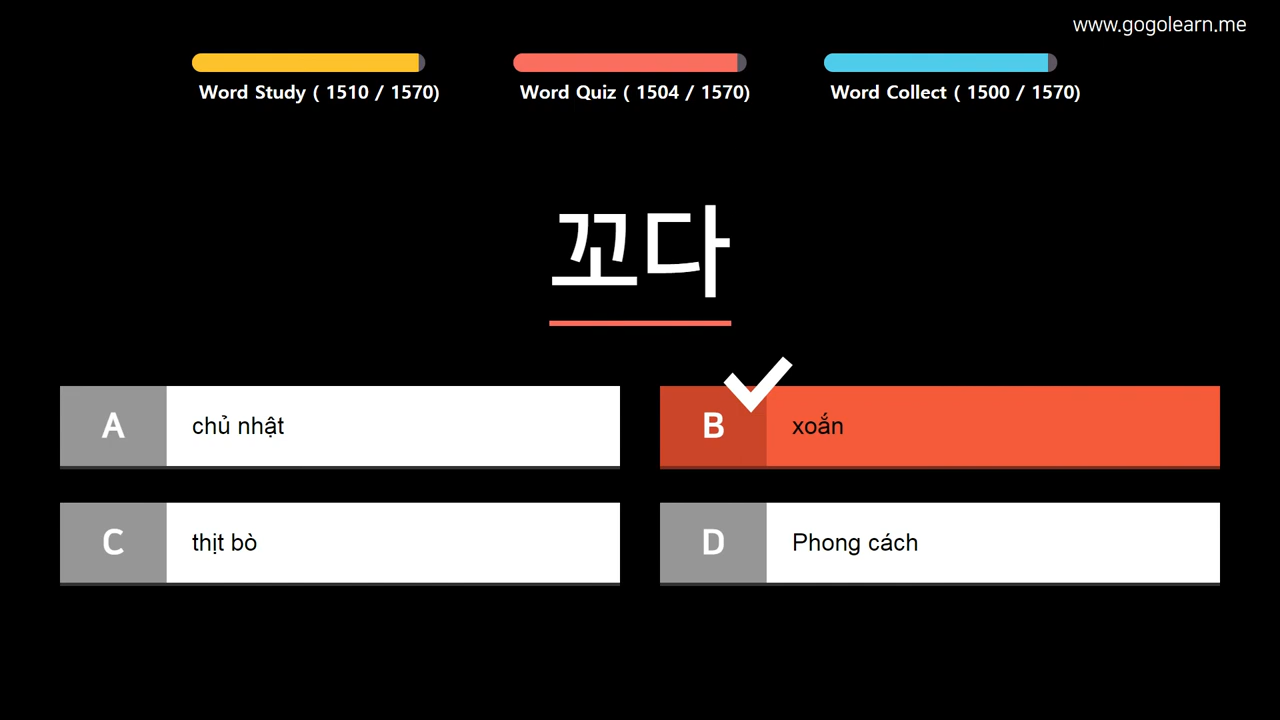 www.gogolearn.me
Word Study ( 1510 / 1570)
Word Quiz ( 1504 / 1570)
Word Collect ( 1500 / 1570)
꼬다
A chủ nhật
B xoắn
C thịt bò
D Phong cách